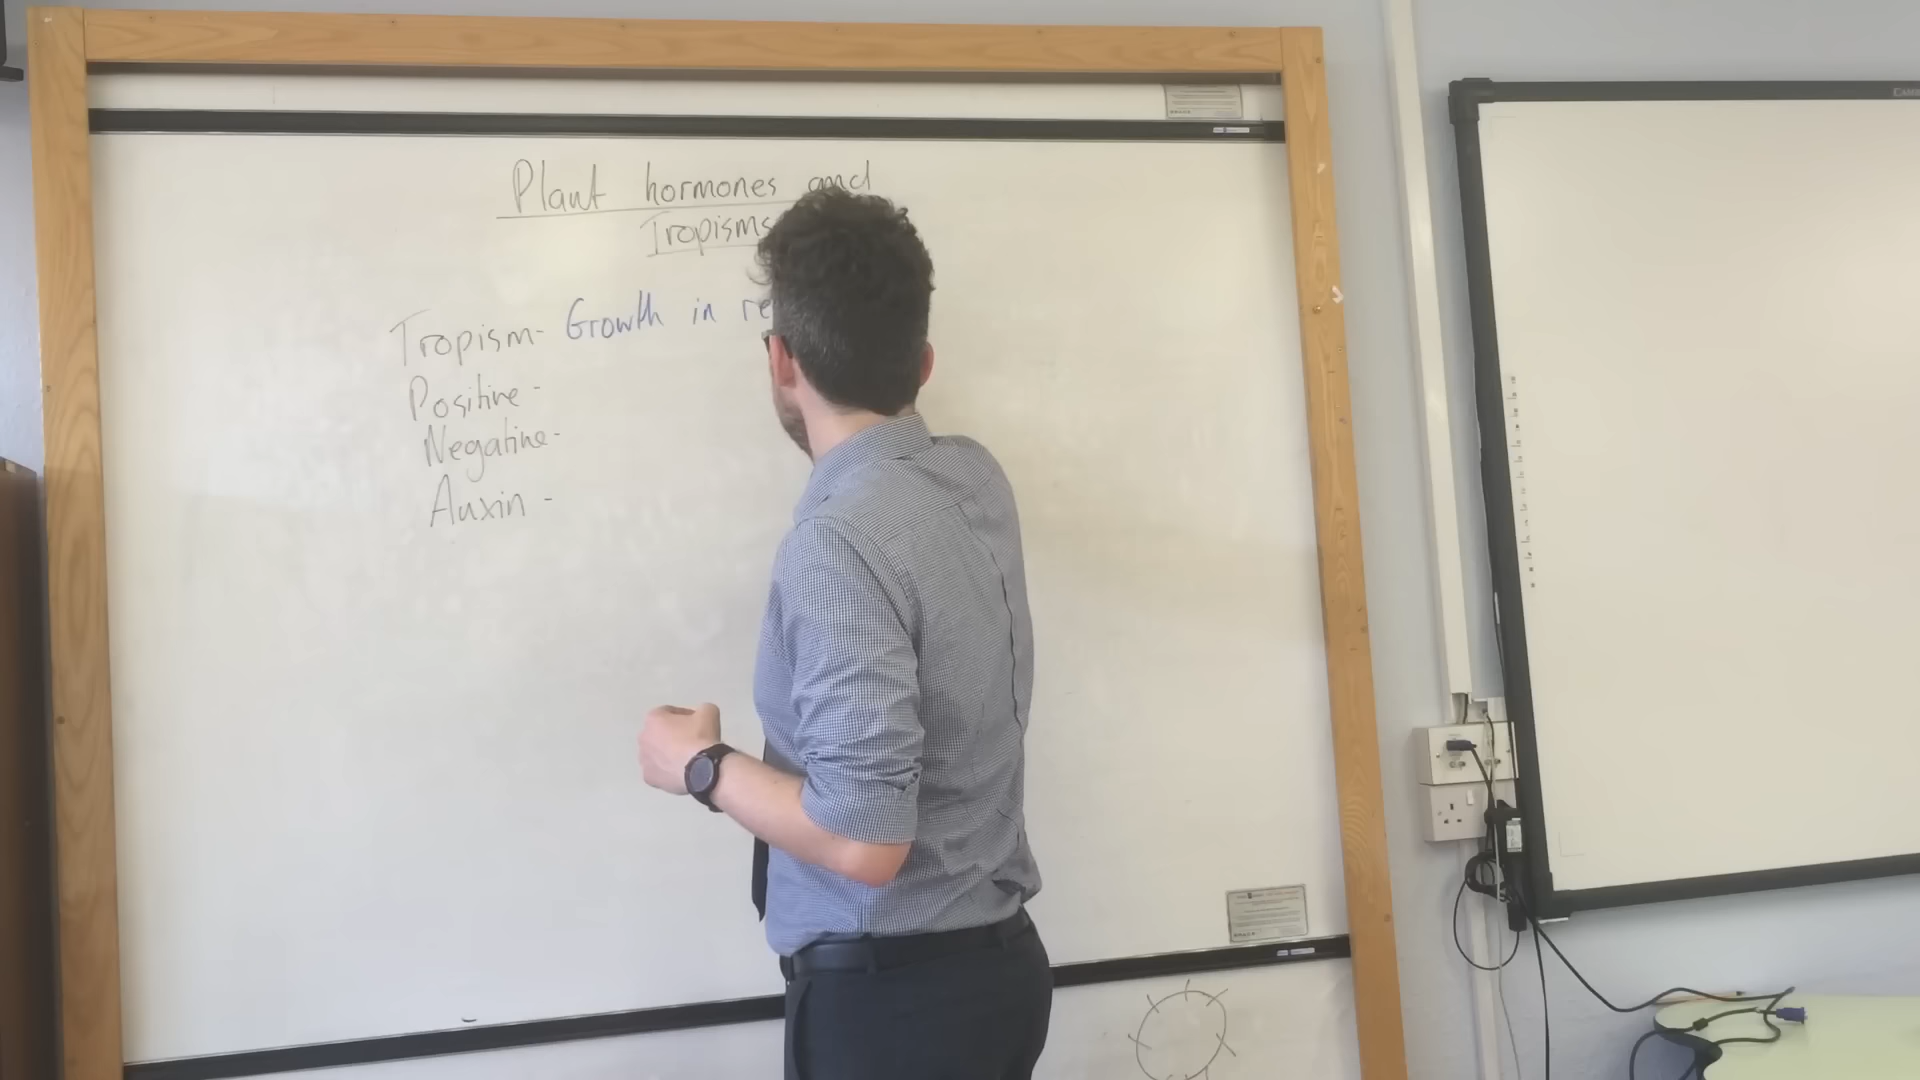 Plant hormones and
Tropisms
Tropism- Growth in re
Positive -
Negative-
Auxin -